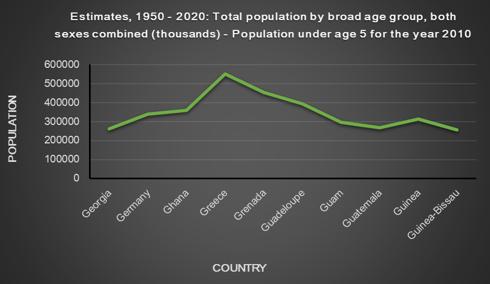 Estimates, 1950 - 2020: Total population by broad age group, both
sexes combined (thousands) - Population under age 5 for the year 2010
POPULATION
600000
500000
400000
300000
200000
100000
0
Georgia
Germany
Ghana
Greece
Grenada
Guadeloupe
Guam
Guatemala
Guinea
Guinea-Bissau
COUNTRY